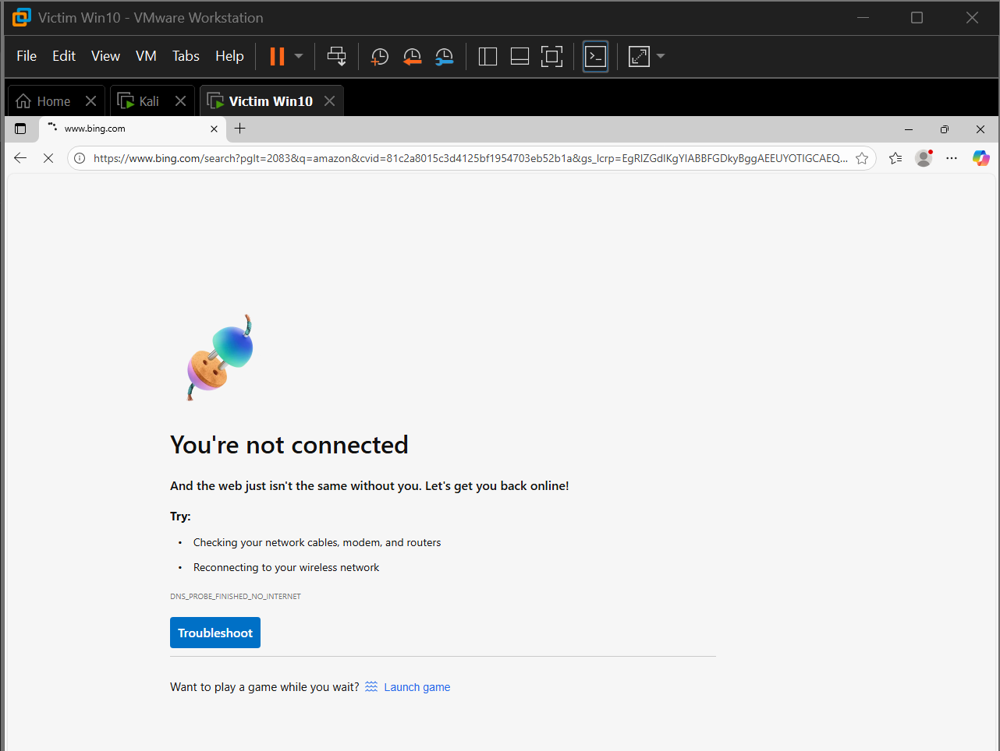 Victim Win10 - VMware Workstation
File Edit View VM Tabs Help
Home Kali Victim Win10
www.bing.com
https://www.bing.com/search?pglt=2083&q=amazon&cvid=81c2a8015c3d4125bf1954703eb52b1a&gs_lcrp=EgRlZGdlKgYIABBFGDkyBggAEEUYOTIGCAEQ...
You're not connected
And the web just isn't the same without you. Let's get you back online!
Try:
• Checking your network cables, modem, and routers
• Reconnecting to your wireless network
DNS_PROBE_FINISHED_NO_INTERNET
Troubleshoot
Want to play a game while you wait? Launch game